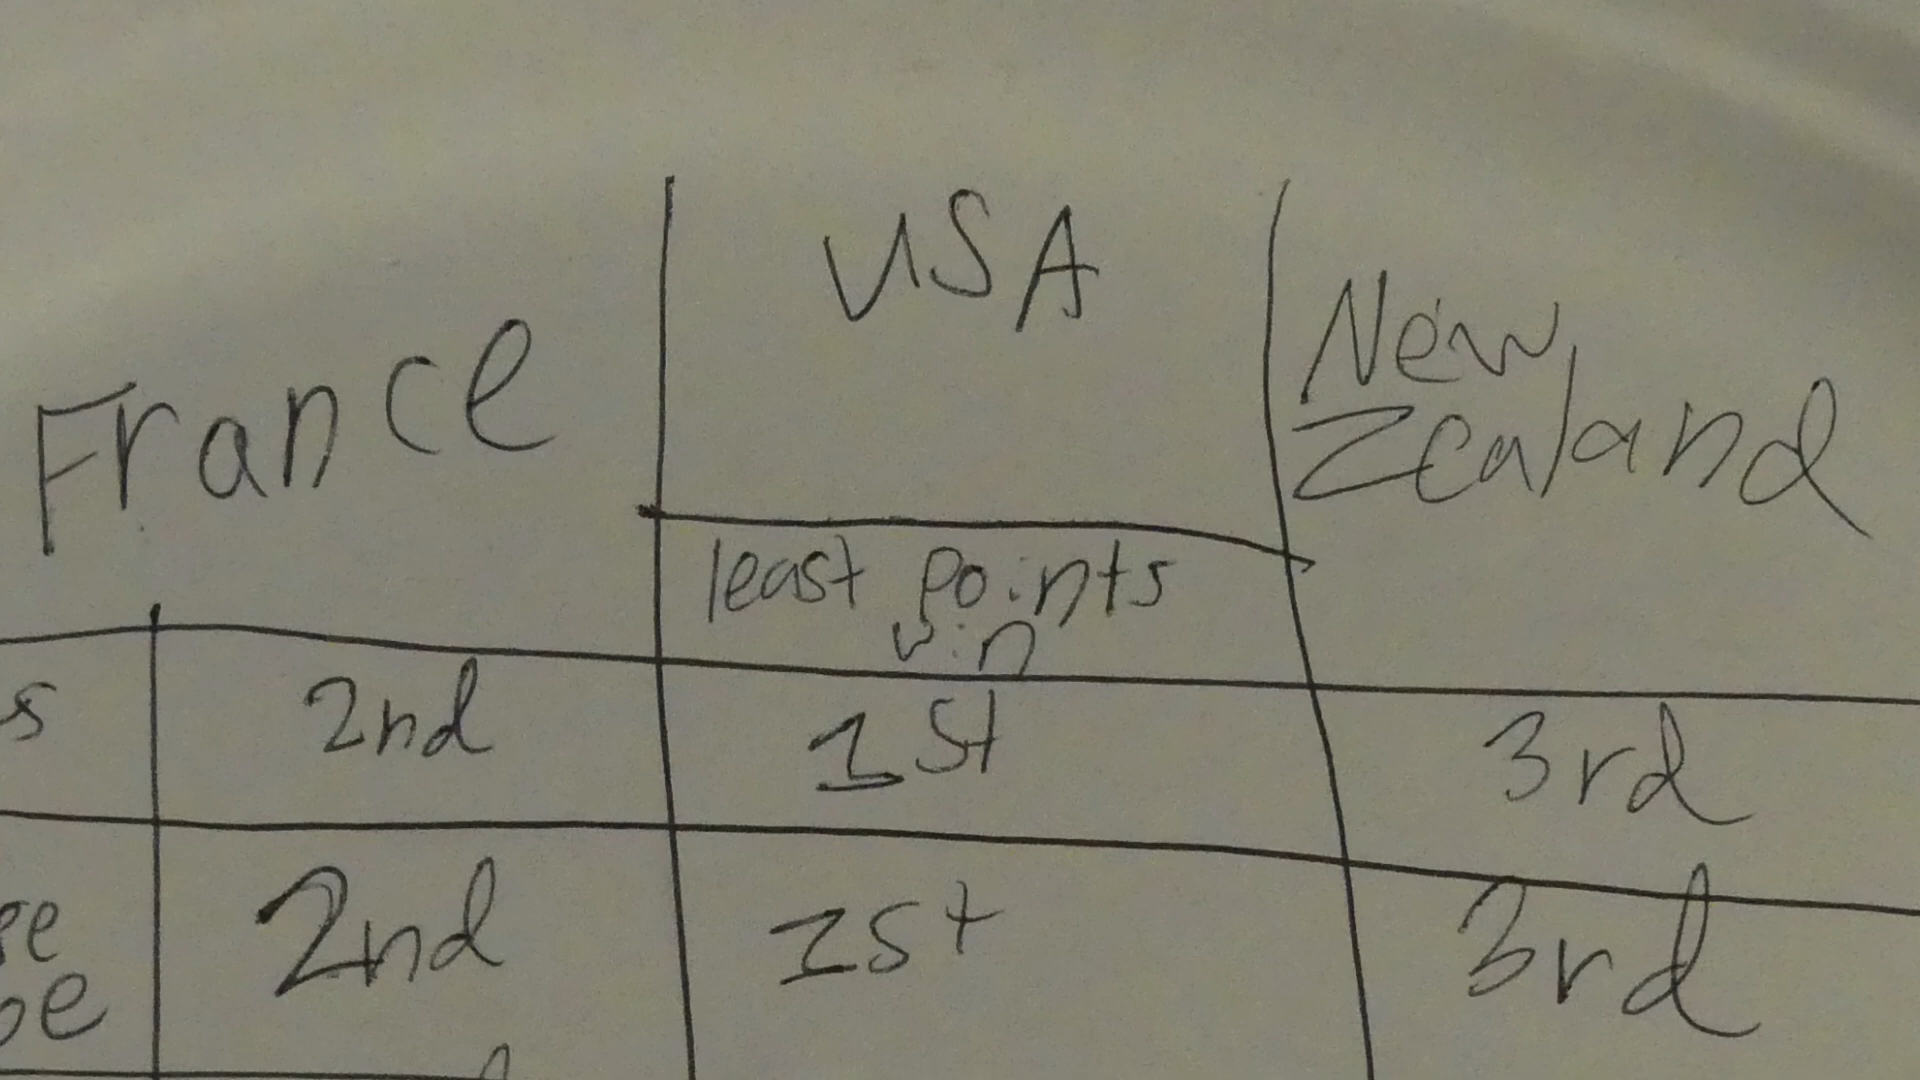 France
USA
New
Zealand
least points
win
s
2nd
1st
3rd
2nd
1st
3rd